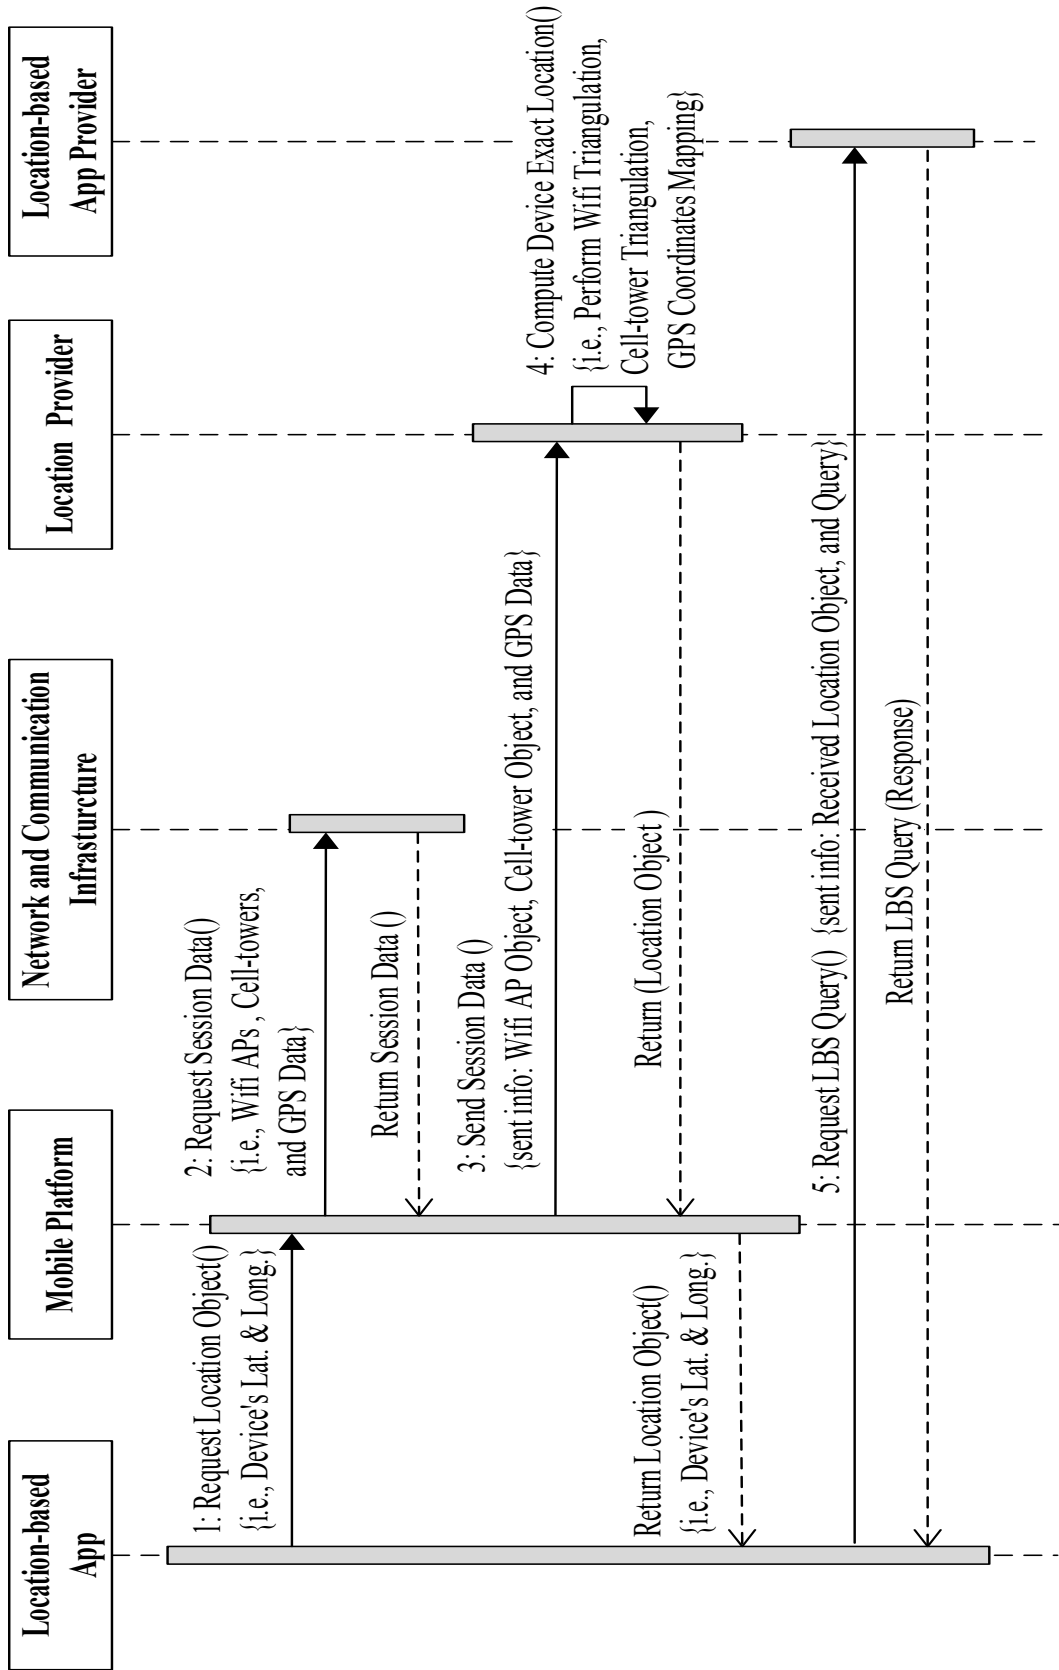 Location-based
App
Mobile Platform
Network and Communication
Infrasturcture
Location Provider
Location-based
App Provider
1: Request Location Object()
{i.e., Device's Lat. & Long.}
2: Request Session Data()
{i.e., Wifi APs , Cell-towers,
and GPS Data}
Return Session Data ()
3: Send Session Data ()
{sent info: Wifi AP Object, Cell-tower Object, and GPS Data}
4: Compute Device Exact Location()
{i.e., Perform Wifi Triangulation,
Cell-tower Triangulation,
GPS Coordinates Mapping}
Return (Location Object )
Return Location Object()
{i.e., Device's Lat. & Long.}
5: Request LBS Query() {sent info: Received Location Object, and Query}
Return LBS Query (Response)